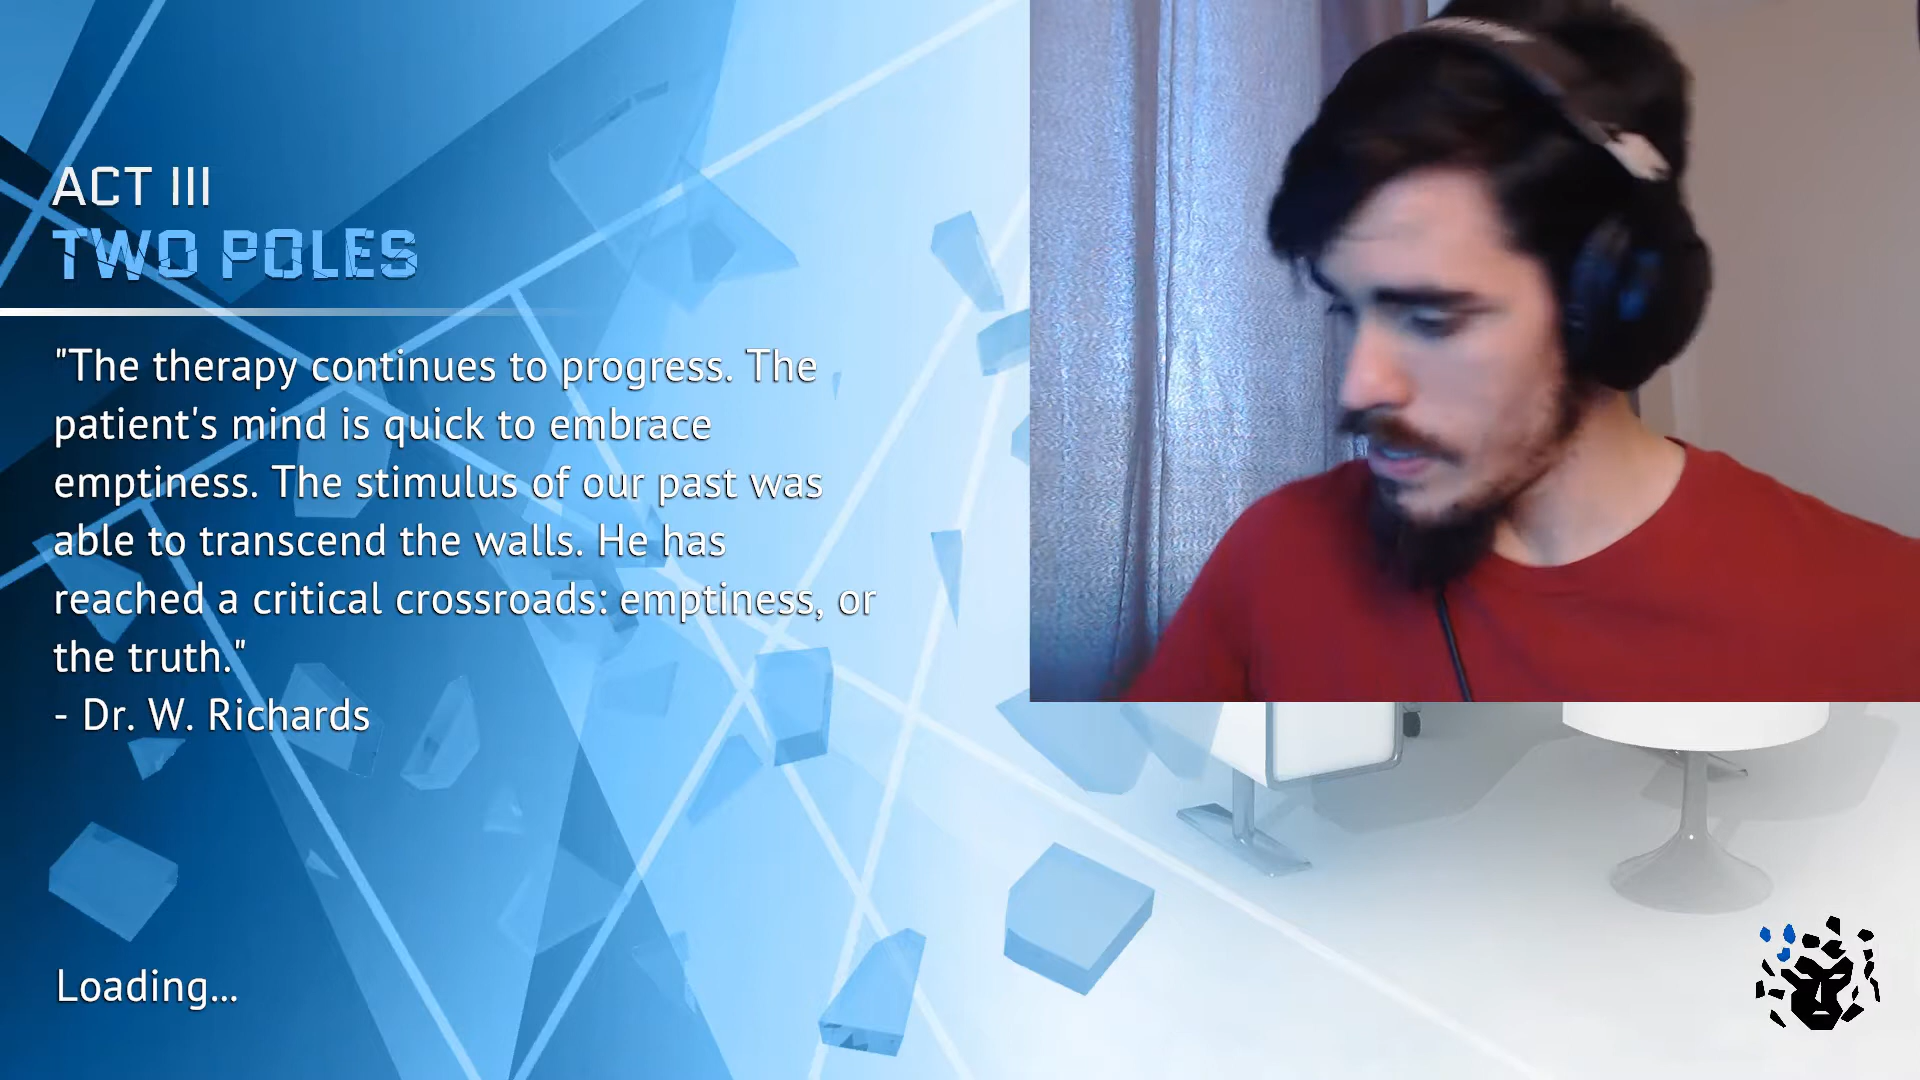 ACT III
TWO POLES
"The therapy continues to progress. The
patient's mind is quick to embrace
emptiness. The stimulus of our past was
able to transcend the walls. He has
reached a critical crossroads: emptiness, or
the truth."
- Dr. W. Richards
Loading...